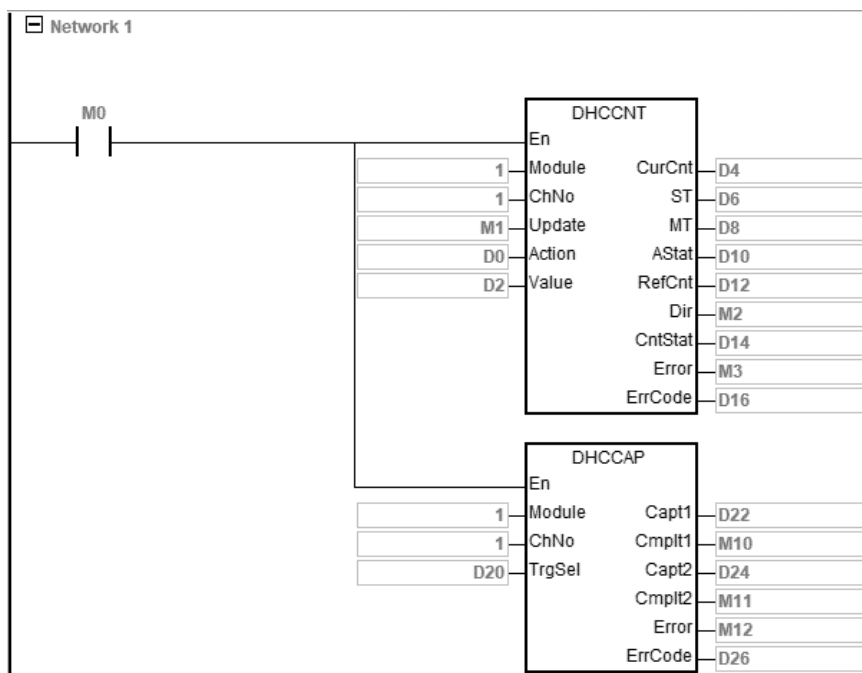 Network 1
M0
DHCCNT
En
1 Module CurCnt D4
1 ChNo ST D6
M1 Update MT D8
D0 Action AStat D10
D2 Value RefCnt D12
Dir M2
CntStat D14
Error M3
ErrCode D16
DHCCAP
En
1 Module Capt1 D22
1 ChNo Cmplt1 M10
D20 TrgSel Capt2 D24
Cmplt2 M11
Error M12
ErrCode D26